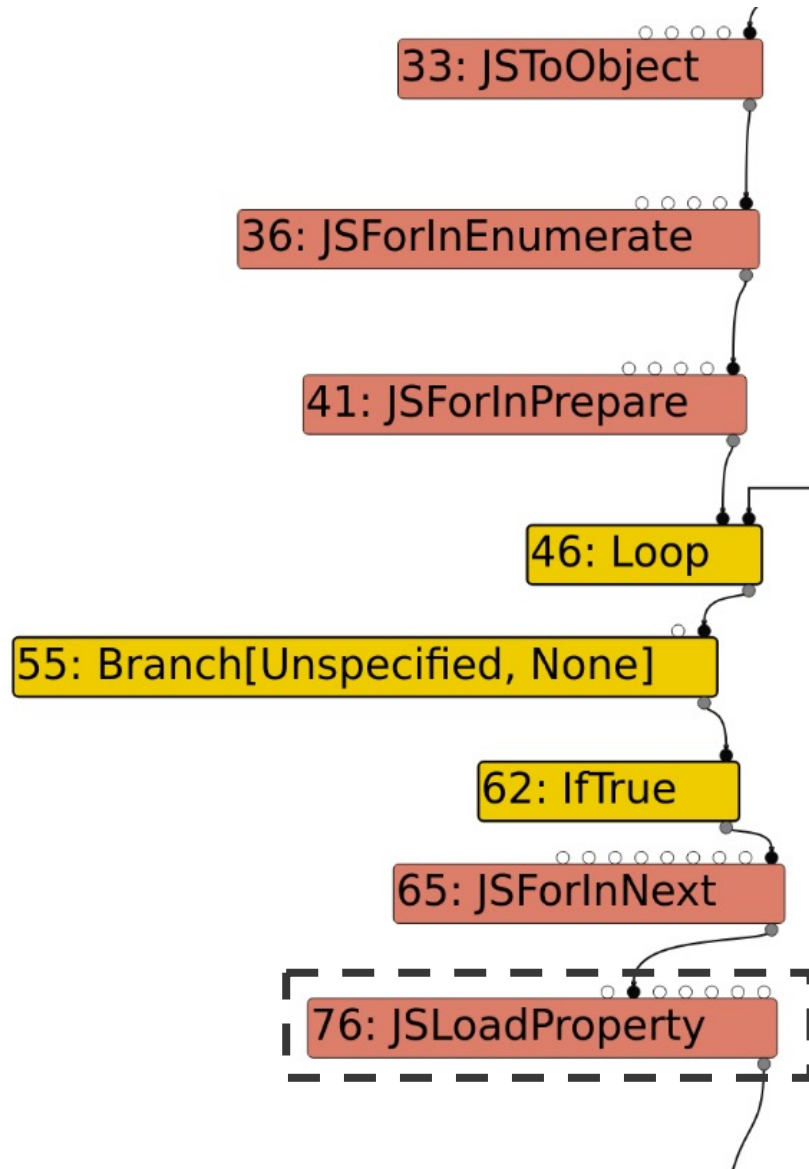 33: JSToObject
36: JSForInEnumerate
41: JSForInPrepare
46: Loop
55: Branch[Unspecified, None]
62: IfTrue
65: JSForInNext
76: JSLoadProperty